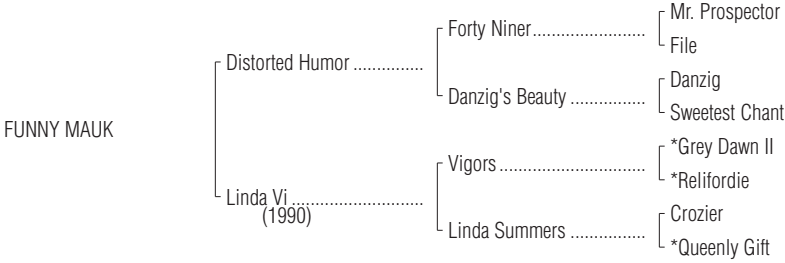 Mr. Prospector
Forty Niner........................
File
Distorted Humor ...............
Danzig
Danzig's Beauty ................
Sweetest Chant
FUNNY MAUK
*Grey Dawn II
Vigors...............................
*Relifordie
Linda Vi ............................
(1990)
Crozier
Linda Summers ................
*Queenly Gift